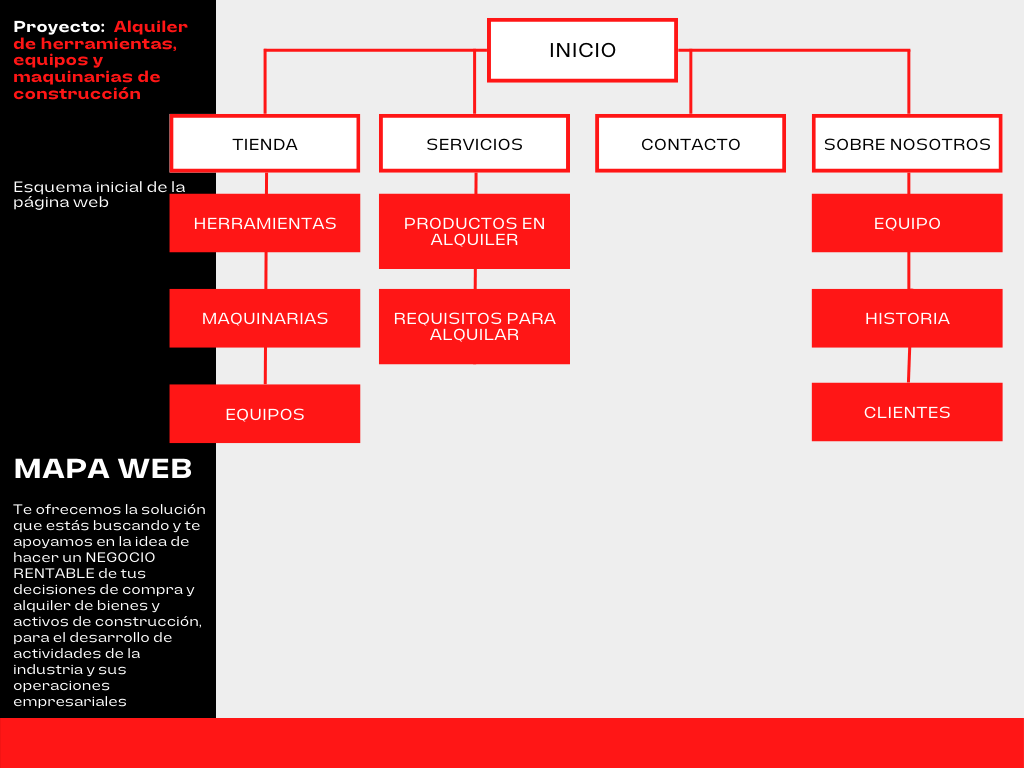 Proyecto: Alquiler
de herramientas,
equipos y
maquinarias de
construcción
Esquema inicial de la
página web
MAPA WEB
Te ofrecemos la solución
que estás buscando y te
apoyamos en la idea de
hacer un NEGOCIO
RENTABLE de tus
decisiones de compra y
alquiler de bienes y
activos de construcción,
para el desarrollo de
actividades de la
industria y sus
operaciones
empresariales
INICIO
TIENDA
SERVICIOS
CONTACTO
SOBRE NOSOTROS
HERRAMIENTAS
PRODUCTOS EN
ALQUILER
EQUIPO
MAQUINARIAS
REQUISITOS PARA
ALQUILAR
HISTORIA
EQUIPOS
CLIENTES